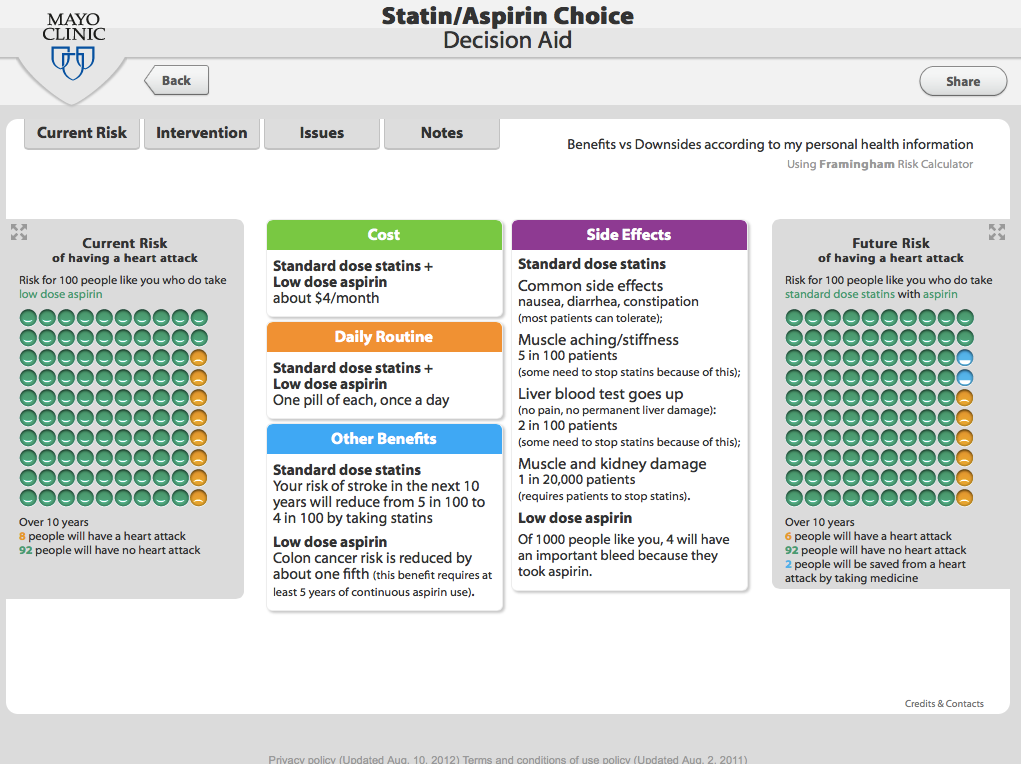 MAYO
CLINIC
Statin/Aspirin Choice
Decision Aid
Back
Share
Current Risk
Intervention
Issues
Notes
Benefits vs Downsides according to my personal health information
Using Framingham Risk Calculator
Current Risk
of having a heart attack
Risk for 100 people like you who do take
low dose aspirin
Over 10 years
8 people will have a heart attack
92 people will have no heart attack
Cost
Standard dose statins +
Low dose aspirin
about $4/month
Daily Routine
Standard dose statins +
Low dose aspirin
One pill of each, once a day
Other Benefits
Standard dose statins
Your risk of stroke in the next 10
years will reduce from 5 in 100 to
4 in 100 by taking statins
Low dose aspirin
Colon cancer risk is reduced by
about one fifth (this benefit requires at
least 5 years of continuous aspirin use).
Side Effects
Standard dose statins
Common side effects
nausea, diarrhea, constipation
(most patients can tolerate);
Muscle aching/stiffness
5 in 100 patients
(some need to stop statins because of this);
Liver blood test goes up
(no pain, no permanent liver damage):
2 in 100 patients
(some need to stop statins because of this);
Muscle and kidney damage
1 in 20,000 patients
(requires patients to stop statins).
Low dose aspirin
Of 1000 people like you, 4 will have
an important bleed because they
took aspirin.
Future Risk
of having a heart attack
Risk for 100 people like you who do take
standard dose statins with aspirin
Over 10 years
6 people will have a heart attack
92 people will have no heart attack
2 people will be saved from a heart
attack by taking medicine
Credits & Contacts
Privacy policy (Updated Aug. 10, 2012) Terms and conditions of use policy (Updated Aug. 2, 2011)